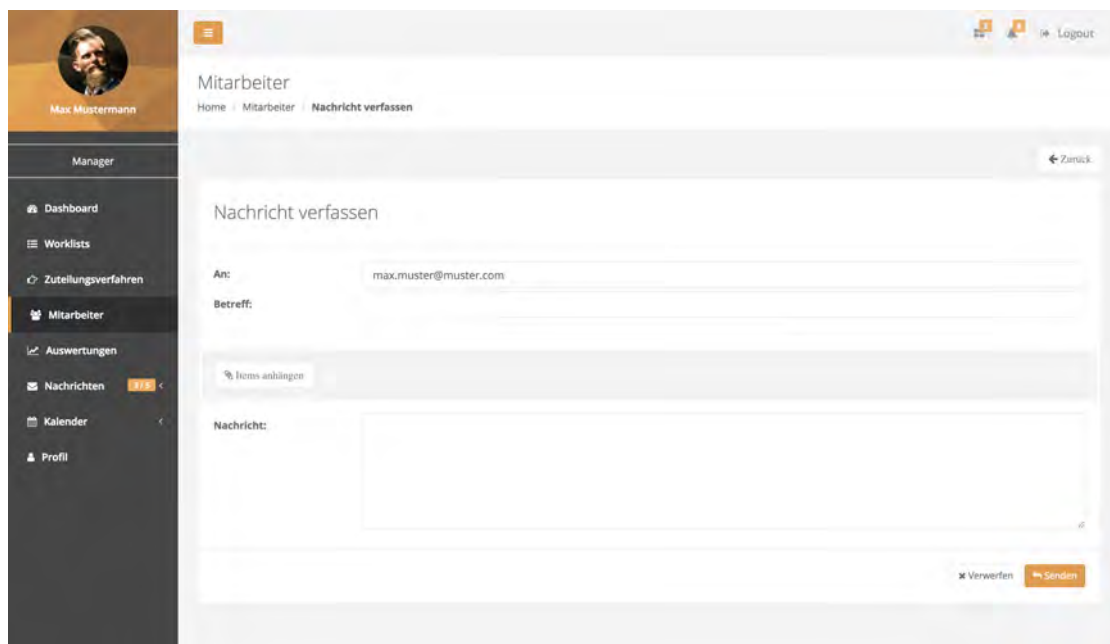 Logout
Max Mustermann
Mitarbeiter
Home / Mitarbeiter / Nachricht verfassen
Manager
Zurück
Dashboard
Worklists
Zuteilungsverfahren
Mitarbeiter
Auswertungen
Nachrichten
Kalender
Profil
Nachricht verfassen
An: max.muster@muster.com
Betreff:
Items anhängen
Nachricht:
Verwerfen
Senden